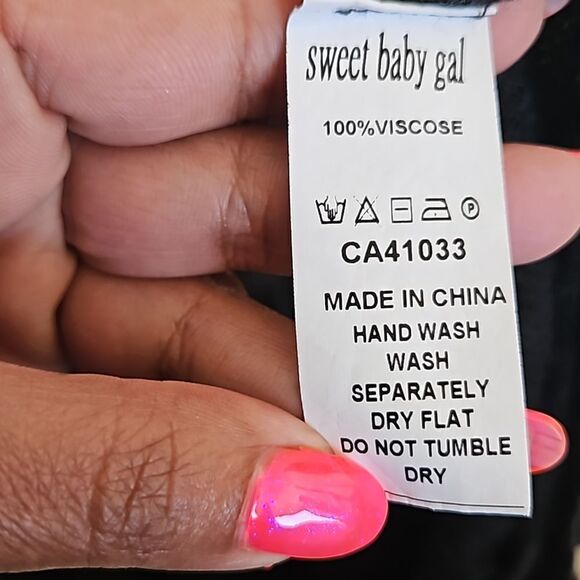 sweet baby gal
100%VISCOSE
P
CA41033
MADE IN CHINA
HAND WASH
WASH
SEPARATELY
DRY FLAT
DO NOT TUMBLE
DRY